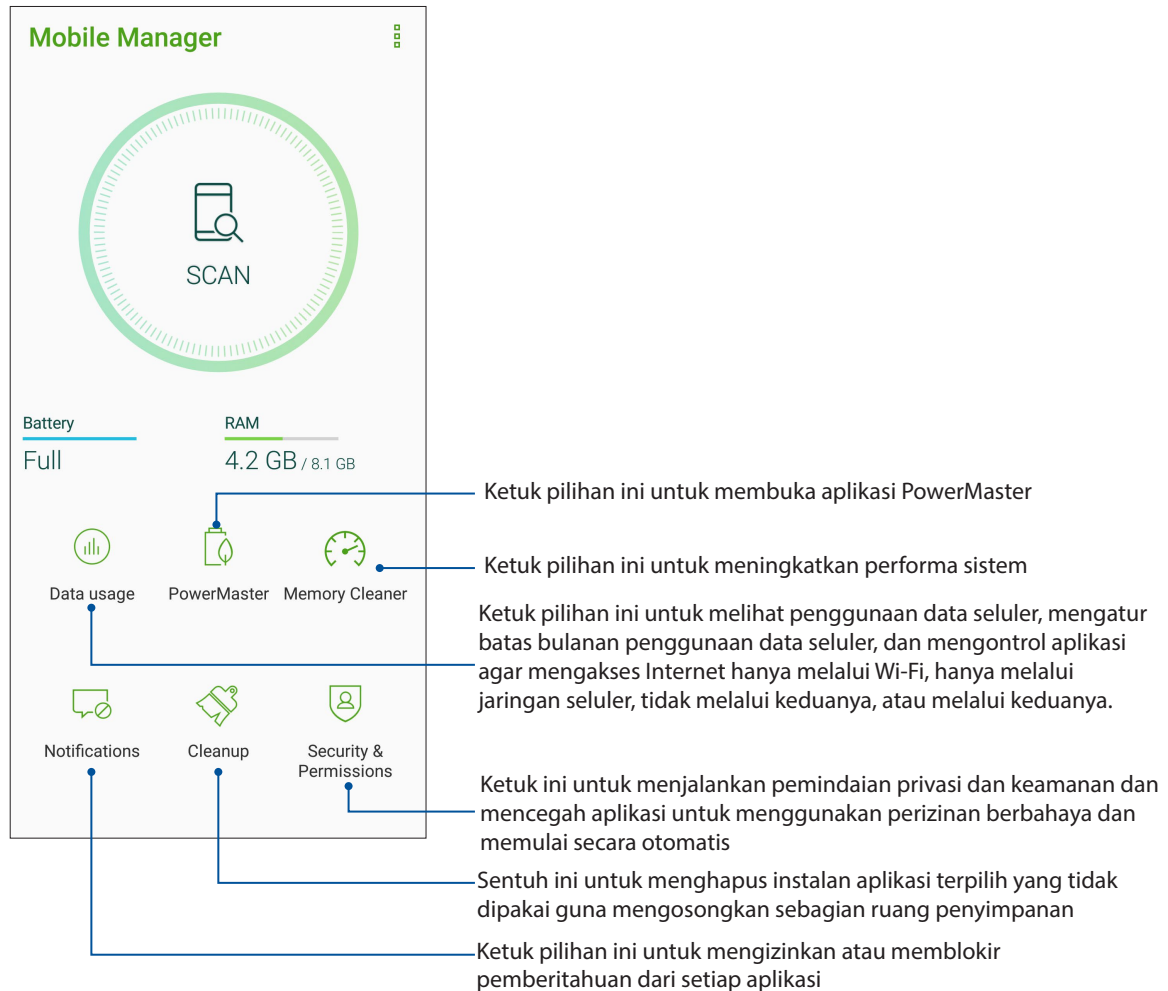 Mobile Manager
SCAN
Battery
Full
RAM
4.2 GB / 8.1 GB
Data usage
PowerMaster
Memory Cleaner
Notifications
Cleanup
Security &
Permissions
Ketuk pilihan ini untuk membuka aplikasi PowerMaster
Ketuk pilihan ini untuk meningkatkan performa sistem
Ketuk pilihan ini untuk melihat penggunaan data seluler, mengatur
batas bulanan penggunaan data seluler, dan mengontrol aplikasi
agar mengakses Internet hanya melalui Wi-Fi, hanya melalui
jaringan seluler, tidak melalui keduanya, atau melalui keduanya.
Ketuk ini untuk menjalankan pemindaian privasi dan keamanan dan
mencegah aplikasi untuk menggunakan perizinan berbahaya dan
memulai secara otomatis
Sentuh ini untuk menghapus instalan aplikasi terpilih yang tidak
dipakai guna mengosongkan sebagian ruang penyimpanan
Ketuk pilihan ini untuk mengizinkan atau memblokir
pemberitahuan dari setiap aplikasi